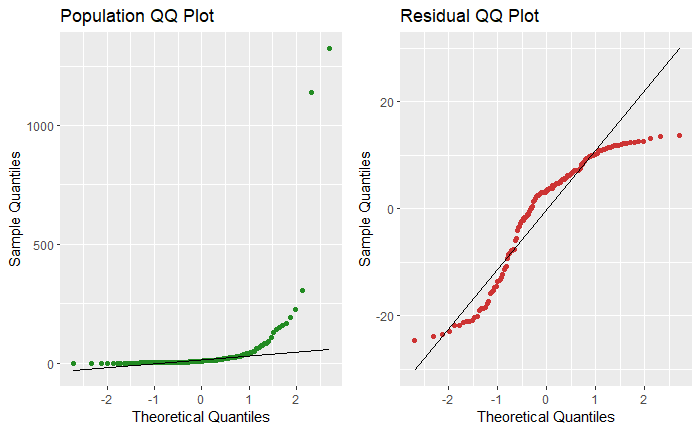 Population QQ Plot
Sample Quantiles
1000
500
0
-2
-1
0
1
2
Theoretical Quantiles
Residual QQ Plot
Sample Quantiles
20
0
-20
-2
-1
0
1
2
Theoretical Quantiles